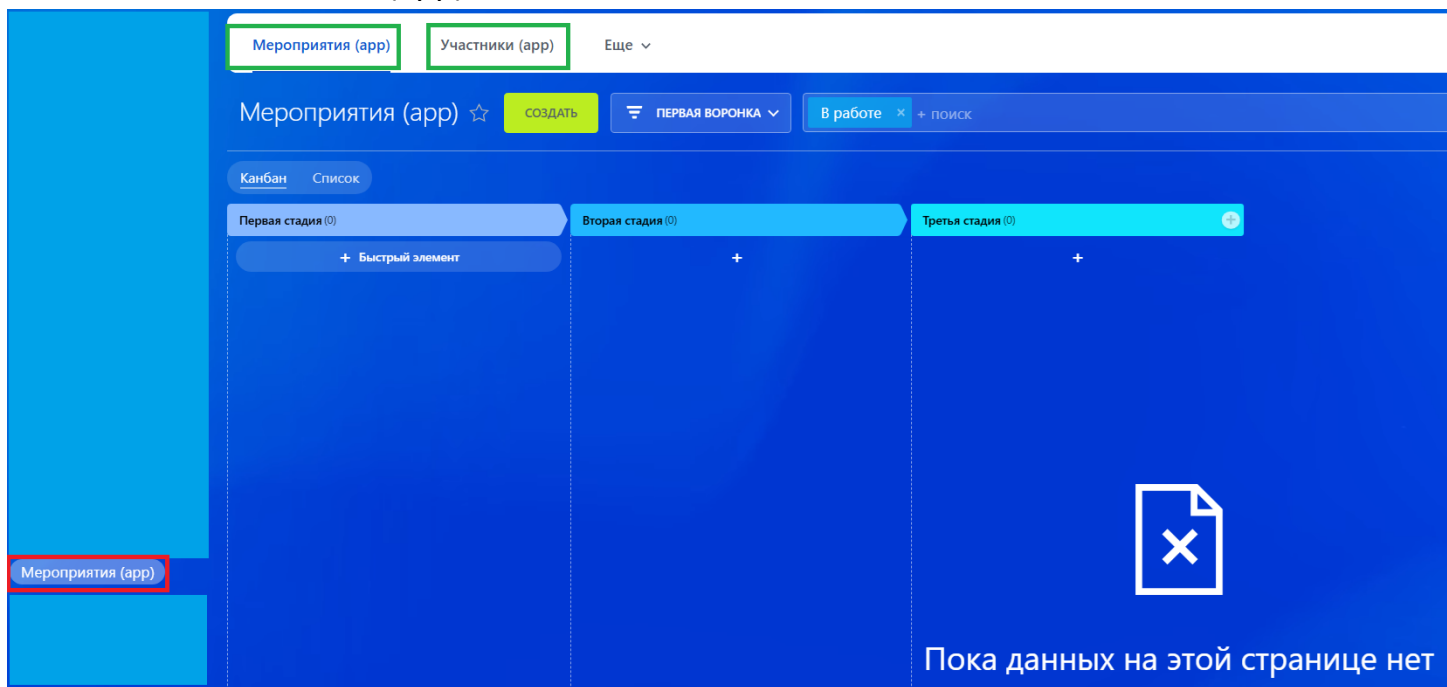 Мероприятия (app) Участники (app) Еще
Мероприятия (app) СОЗДАТЬ ПЕРВАЯ ВОРОНКА В работе × + поиск
Канбан Список
Первая стадия (0) Вторая стадия (0) Третья стадия (0) +
+ Быстрый элемент + +
Мероприятия (app)
Пока данных на этой странице нет